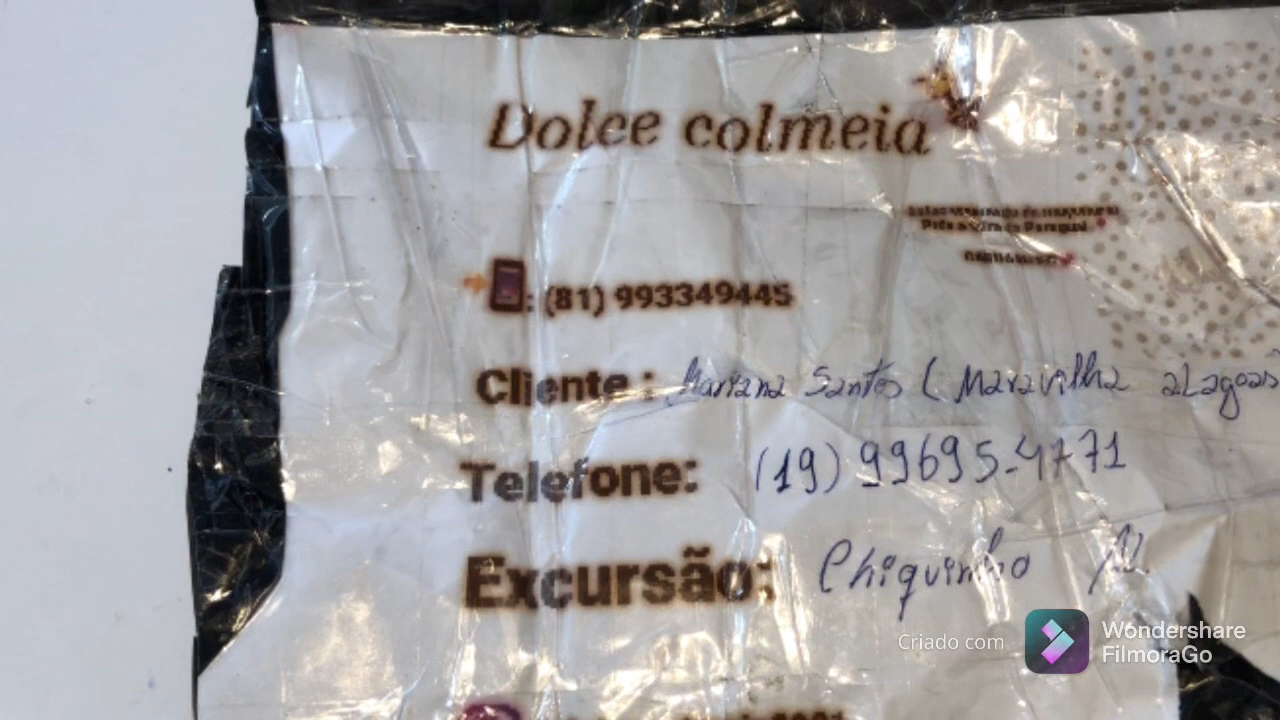 Dolce colmeia
: (81) 993349445
Cliente : Mariana Santos ( Maravilha aLagoas
Telefone: (19) 99695-4771
Excursão: Chiquinho
Criado com Wondershare FilmoraGo